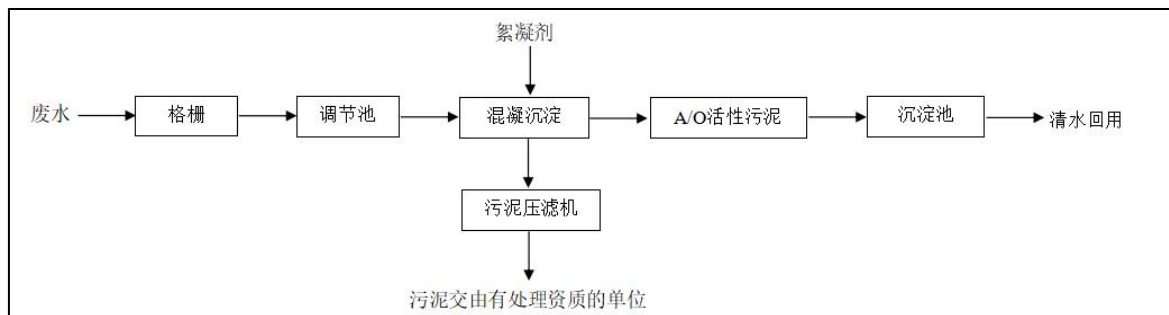 絮凝剂
废水
格栅
调节池
混凝沉淀
A/O活性污泥
沉淀池
清水回用
污泥压滤机
污泥交由有处理资质的单位